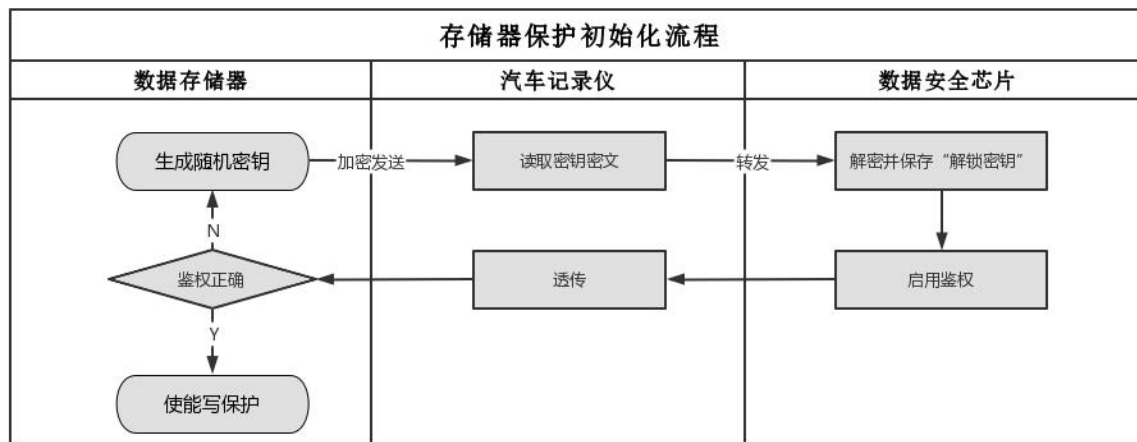 存储器保护初始化流程
数据存储器
汽车记录仪
数据安全芯片
生成随机密钥
加密发送
读取密钥密文
转发
解密并保存“解锁密钥”
N
鉴权正确
透传
启用鉴权
Y
使能写保护